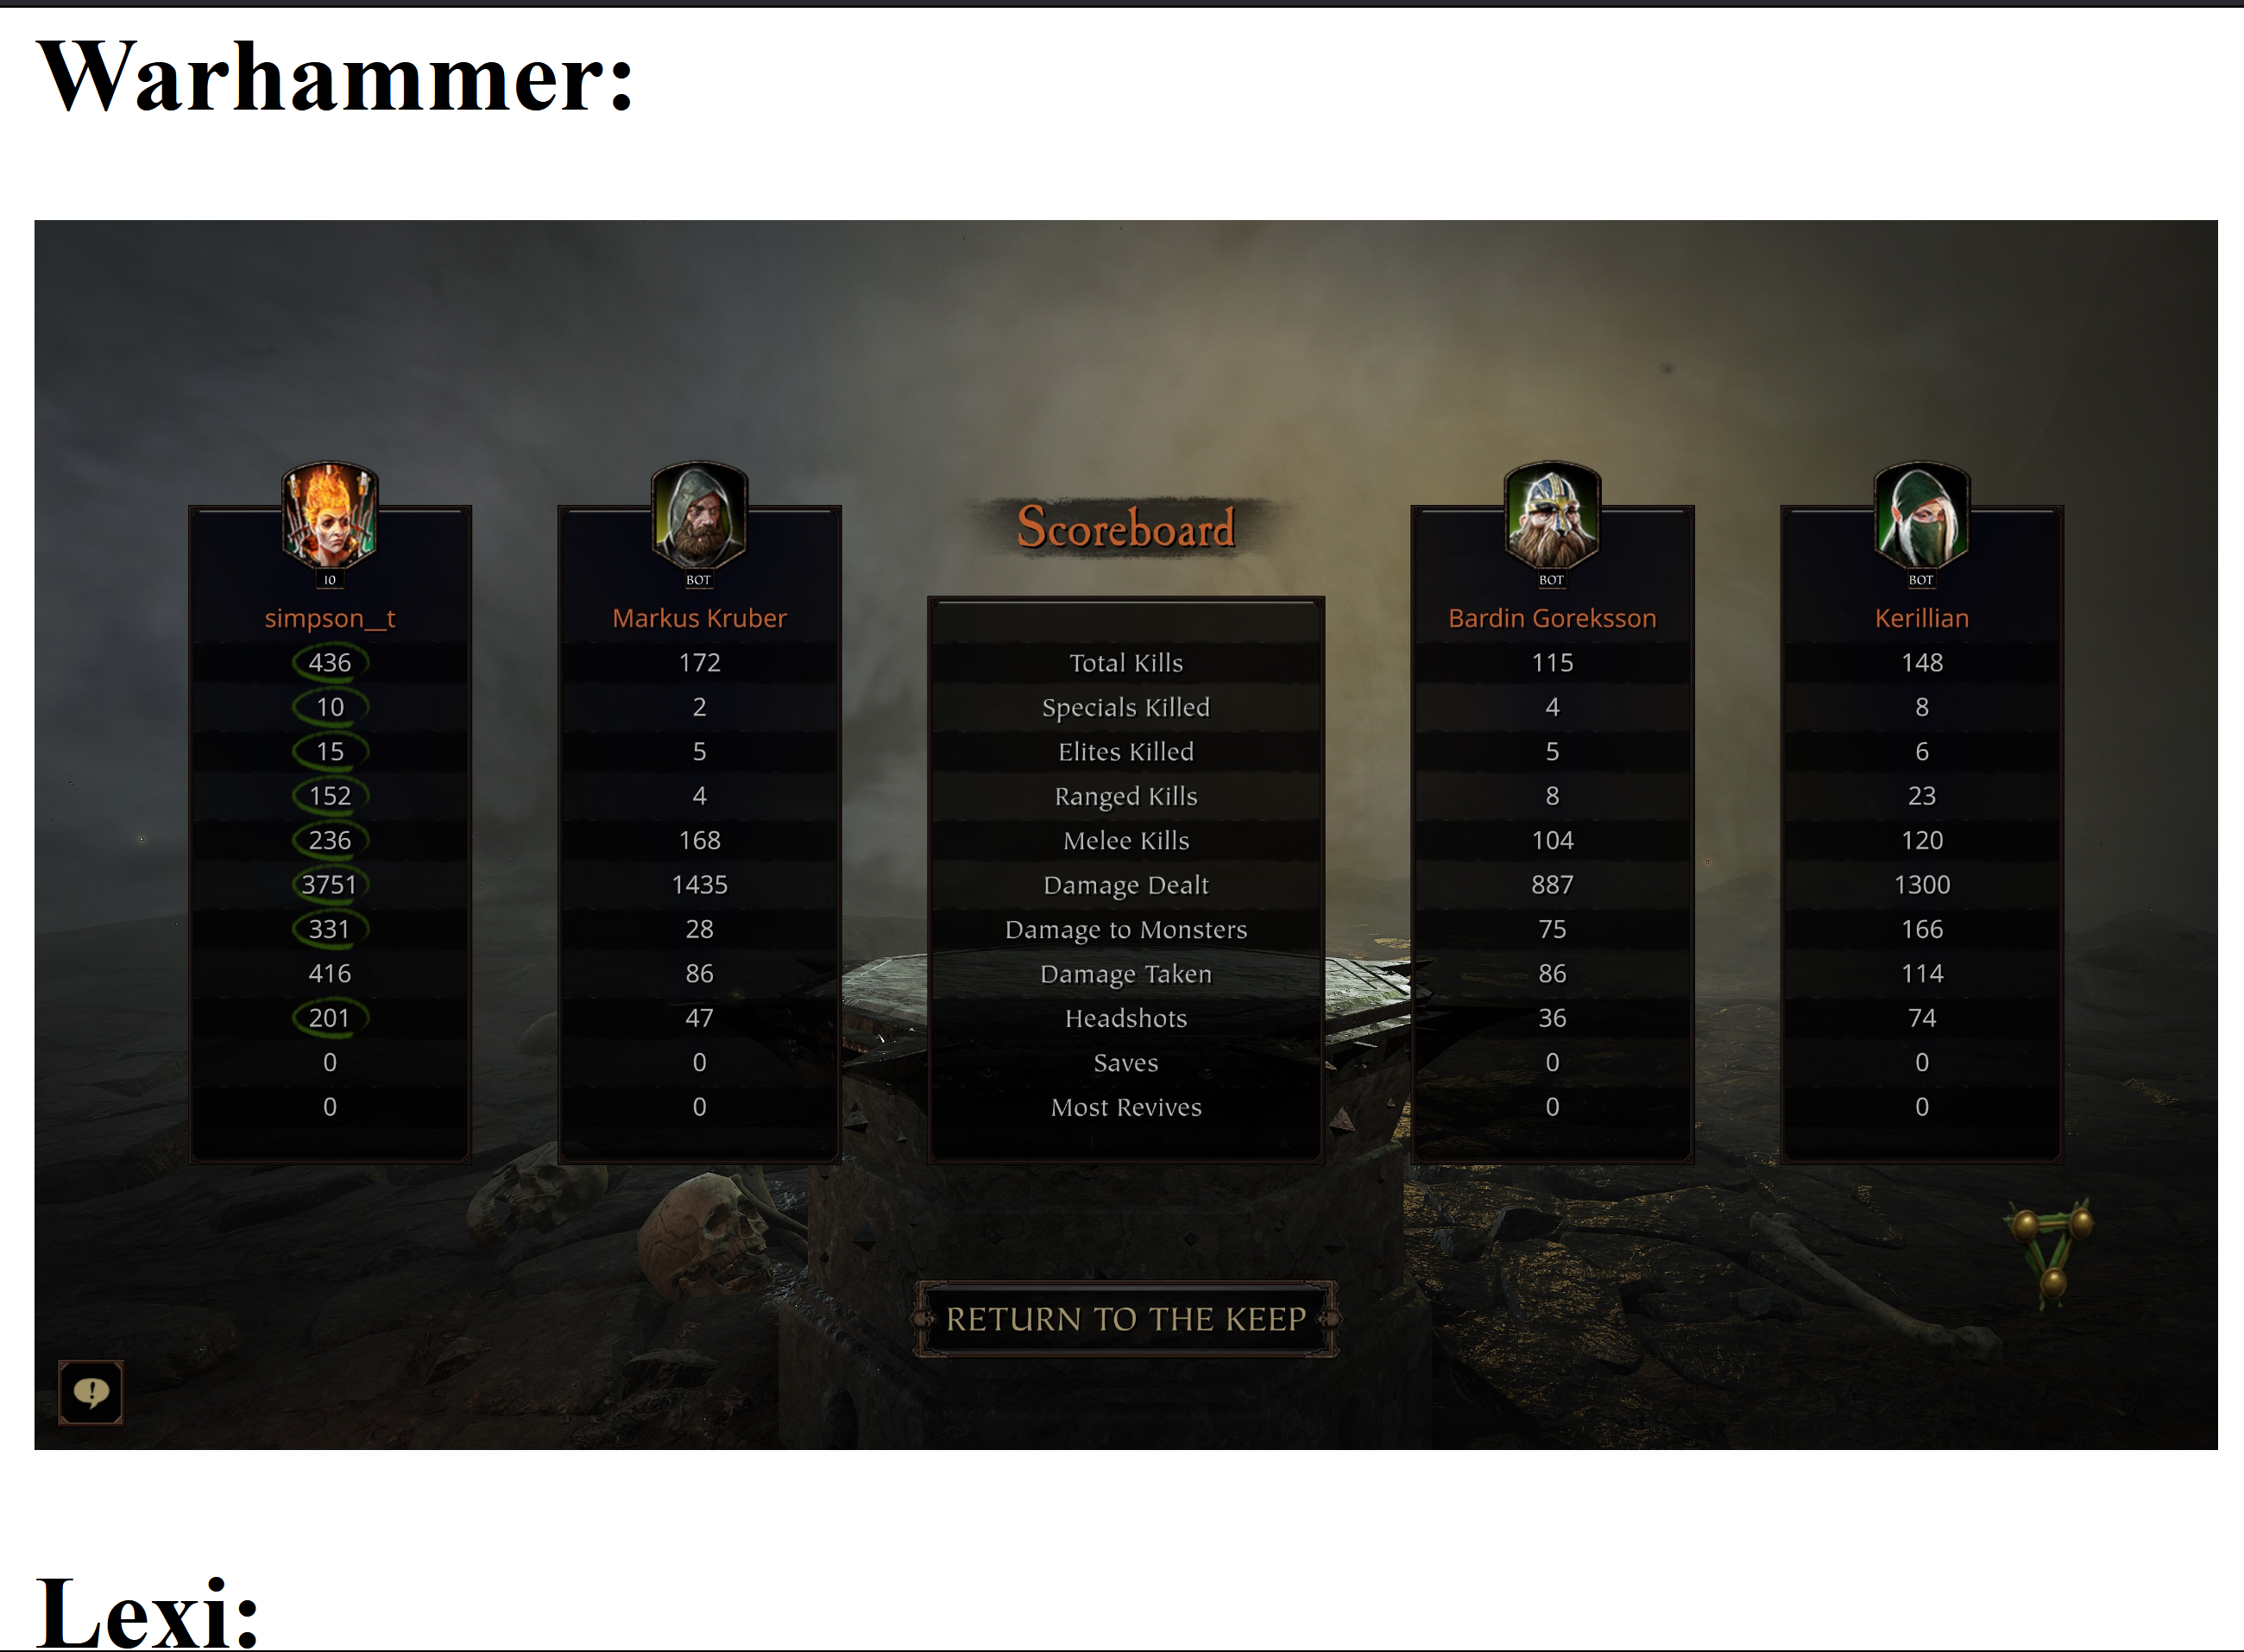 Warhammer:
Scoreboard
10 BOT BOT BOT
simpson__t Markus Kruber Bardin Goreksson Kerillian
436 172 Total Kills 115 148
10 2 Specials Killed 4 8
15 5 Elites Killed 5 6
152 4 Ranged Kills 8 23
236 168 Melee Kills 104 120
3751 1435 Damage Dealt 887 1300
331 28 Damage to Monsters 75 166
416 86 Damage Taken 86 114
201 47 Headshots 36 74
0 0 Saves 0 0
0 0 Most Revives 0 0
RETURN TO THE KEEP
!
Lexi: